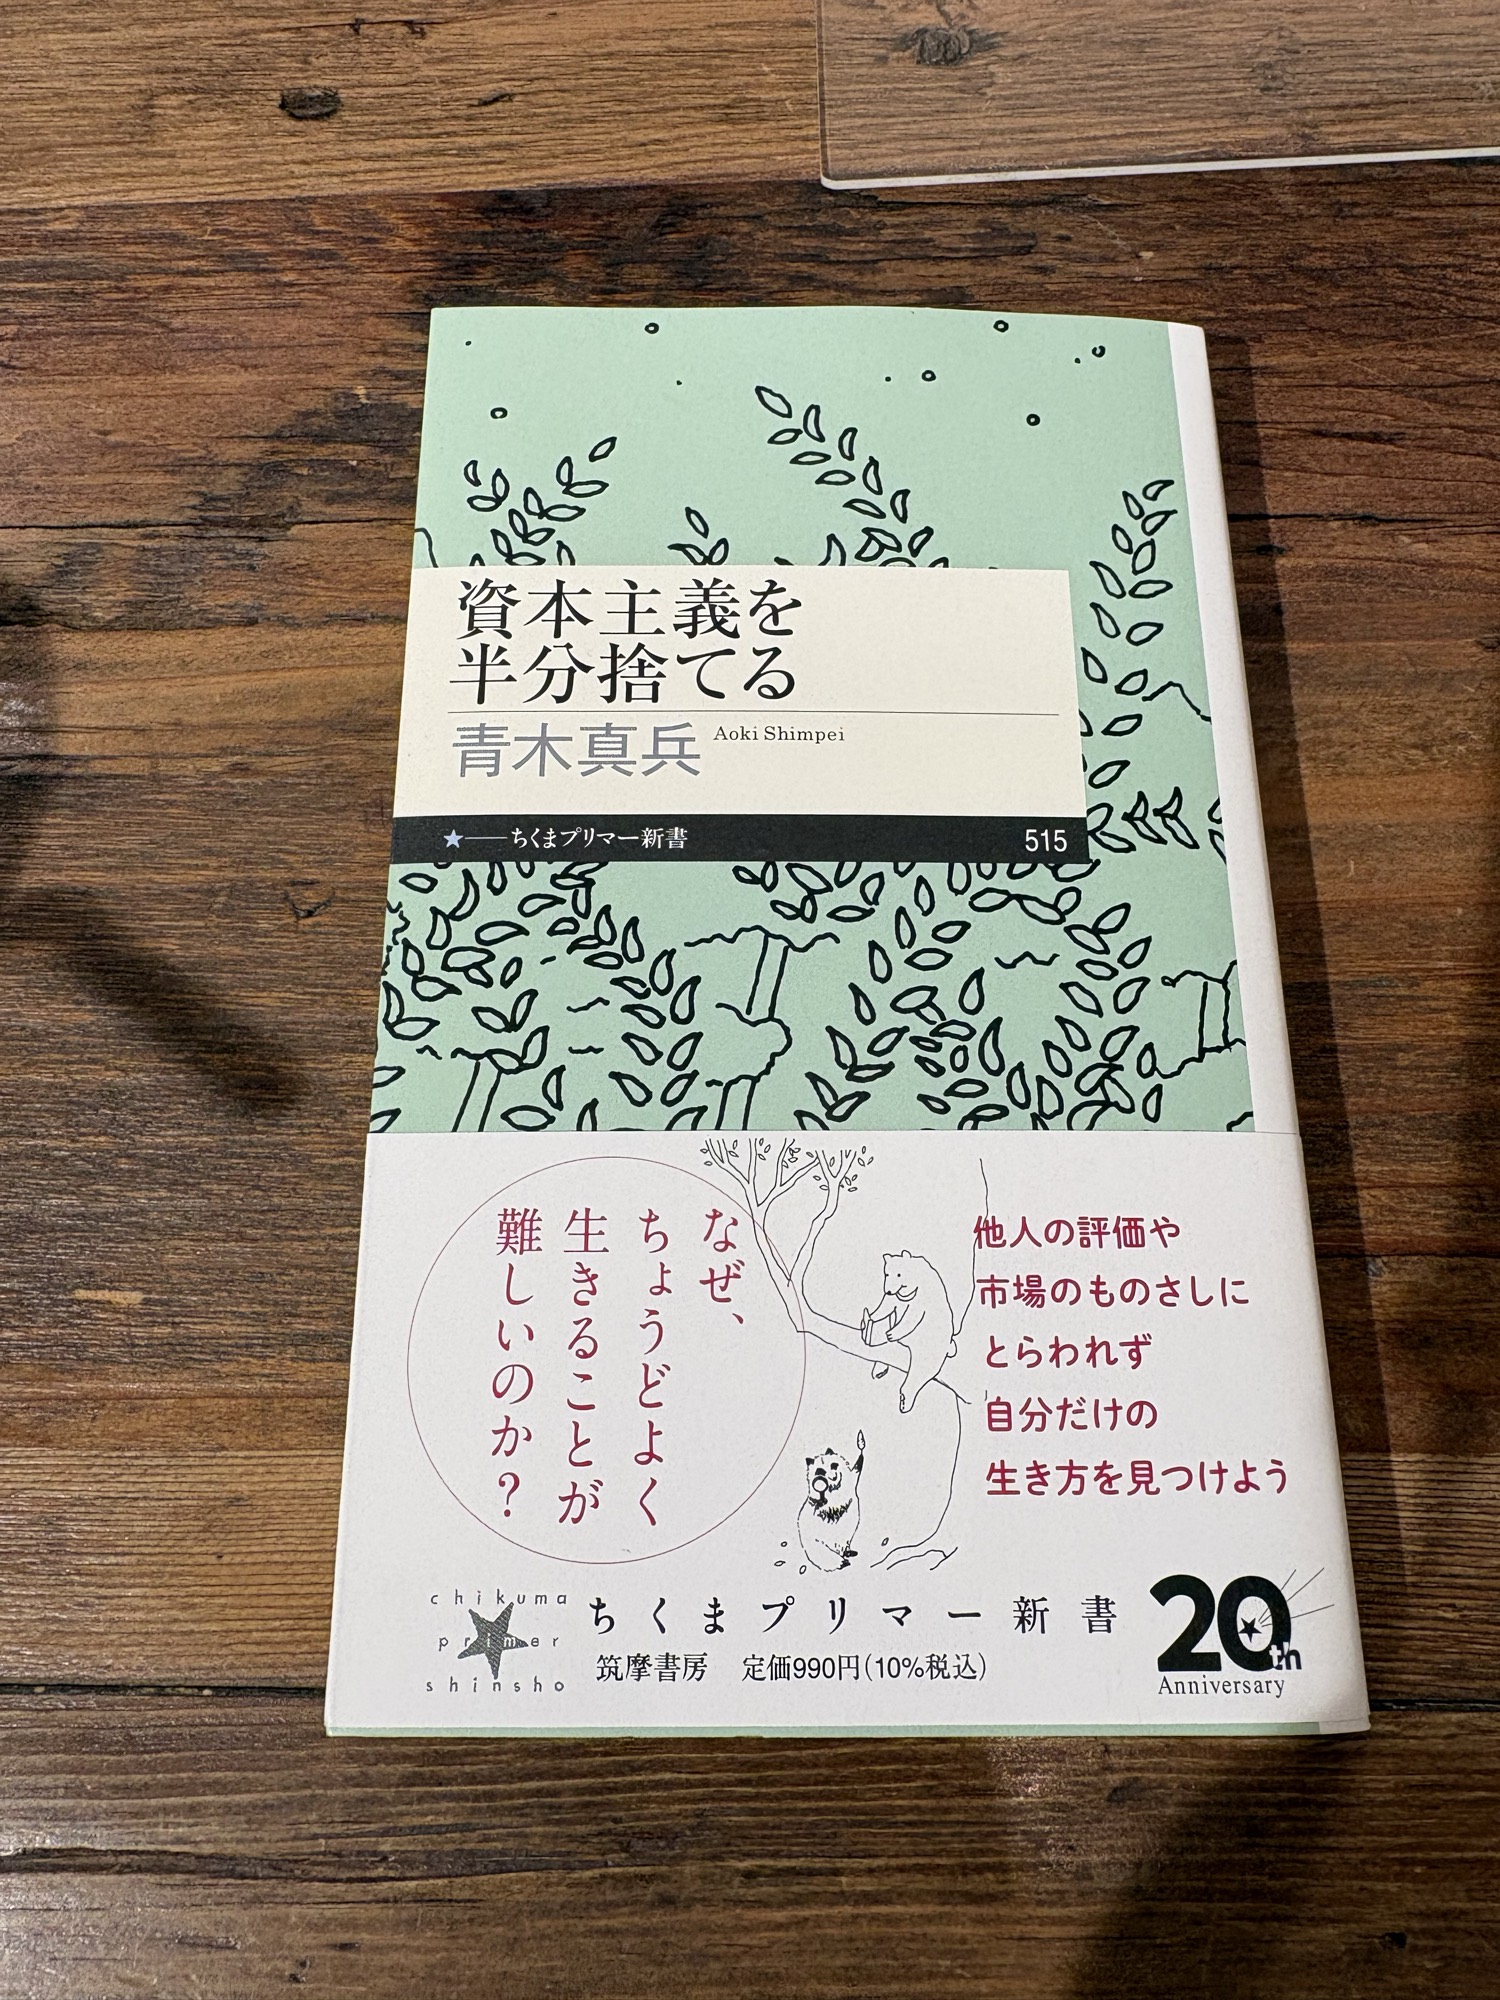 資本主義を
半分捨てる
青木真兵 Aoki Shimpei
★——ちくまプリマー新書 515
なぜ、
ちょうどよく
生きることが
難しいのか?
他人の評価や
市場のものさしに
とらわれず
自分だけの
生き方を見つけよう
chikuma
primer
shinsho
ちくまプリマー新書
筑摩書房 定価990円(10%税込)
20th
Anniversary